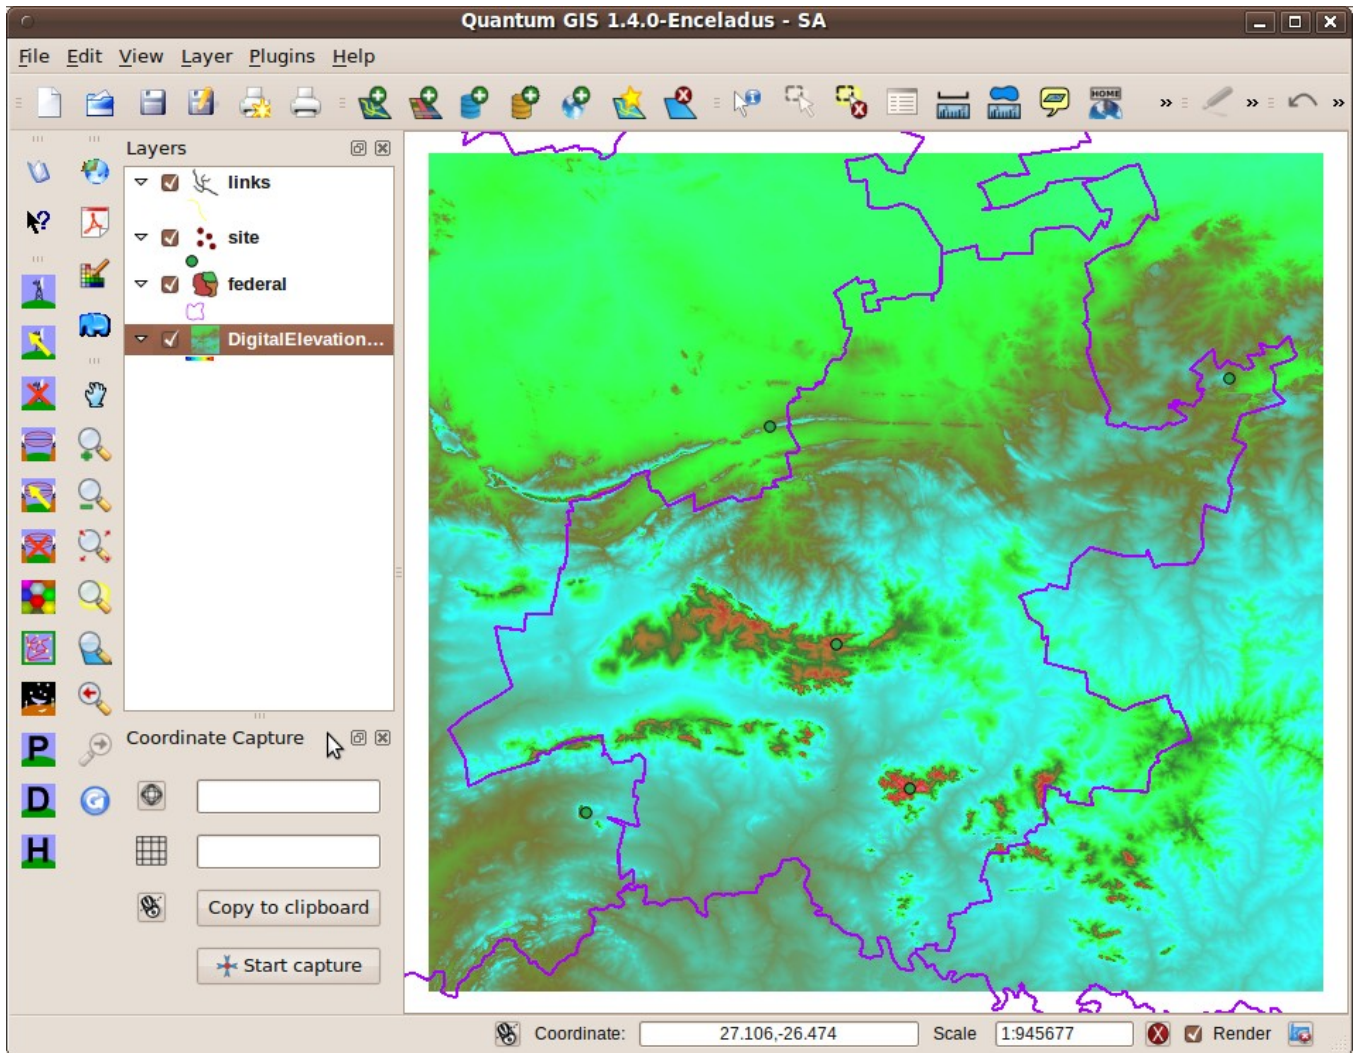 Quantum GIS 1.4.0-Enceladus - SA
File Edit View Layer Plugins Help
HOME
Layers
links
site
federal
DigitalElevation...
Coordinate Capture
P
D
H
Copy to clipboard
Start capture
Coordinate: 27.106,-26.474 Scale 1:945677 Render